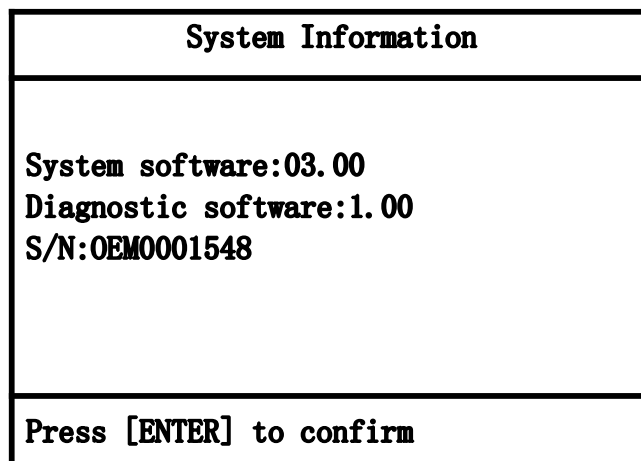 System Information
System software:03.00
Diagnostic software:1.00
S/N:OEM0001548
Press [ENTER] to confirm